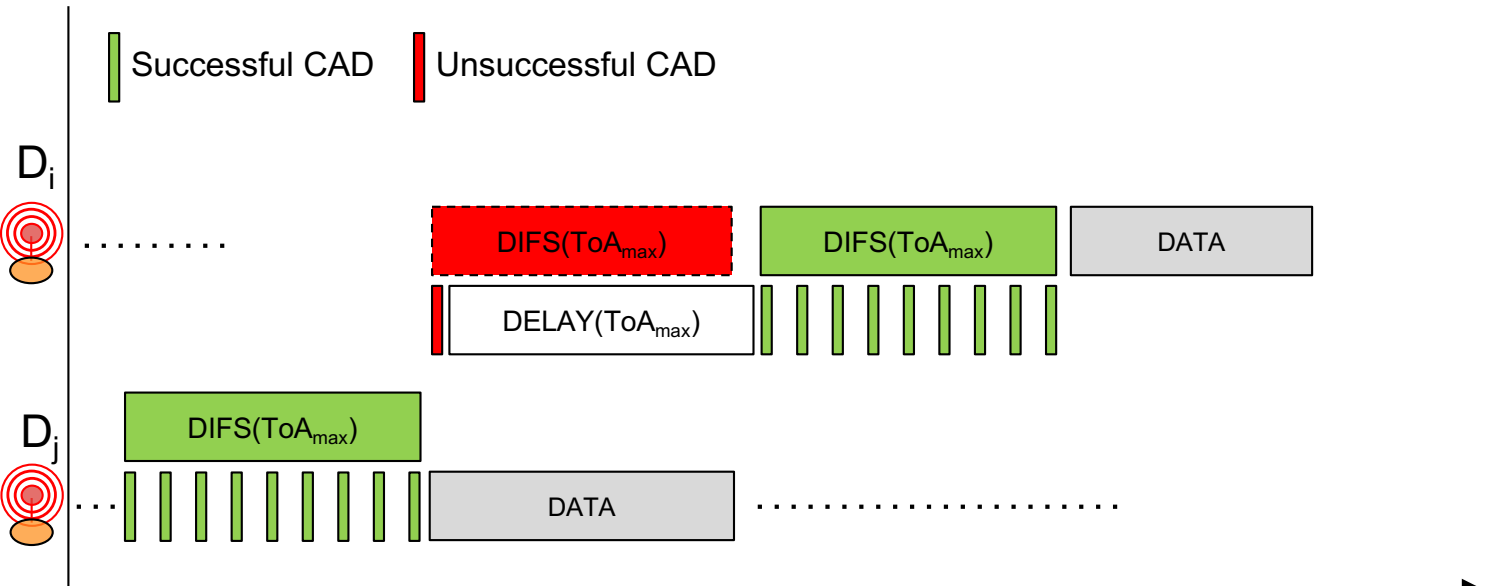 Successful CAD
Unsuccessful CAD
Di
DIFS(ToAmax)
DIFS(ToAmax)
DATA
DELAY(ToAmax)
DIFS(ToAmax)
Dj
DATA